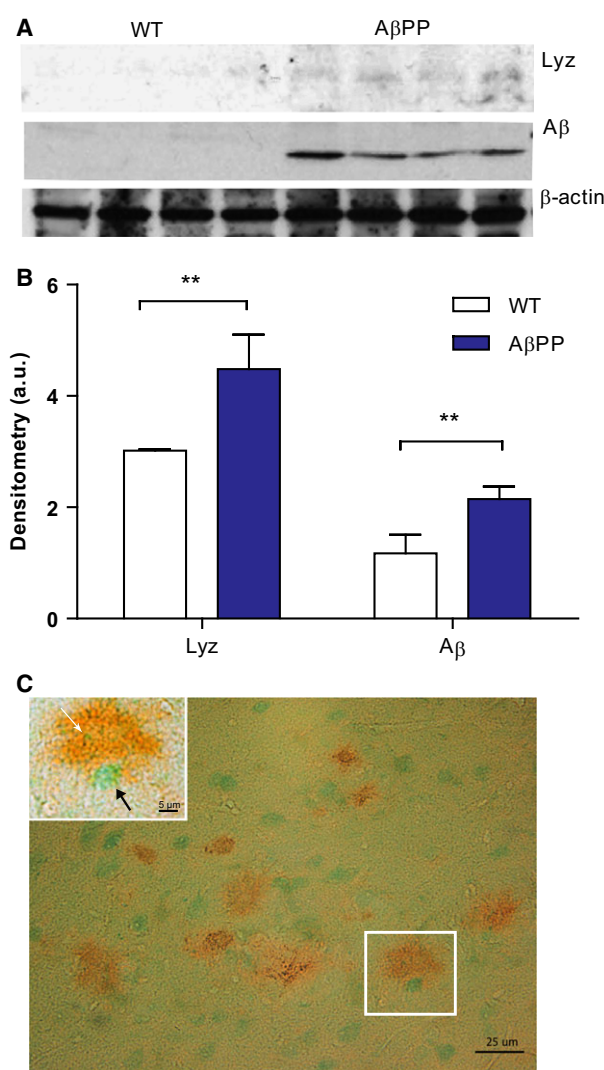 A
WT
AβPP
Lyz
Aβ
β-actin
B
**
**
WT
AβPP
6
4
2
0
Densitometry (a.u.)
Lyz
Aβ
C
5 µm
25 um